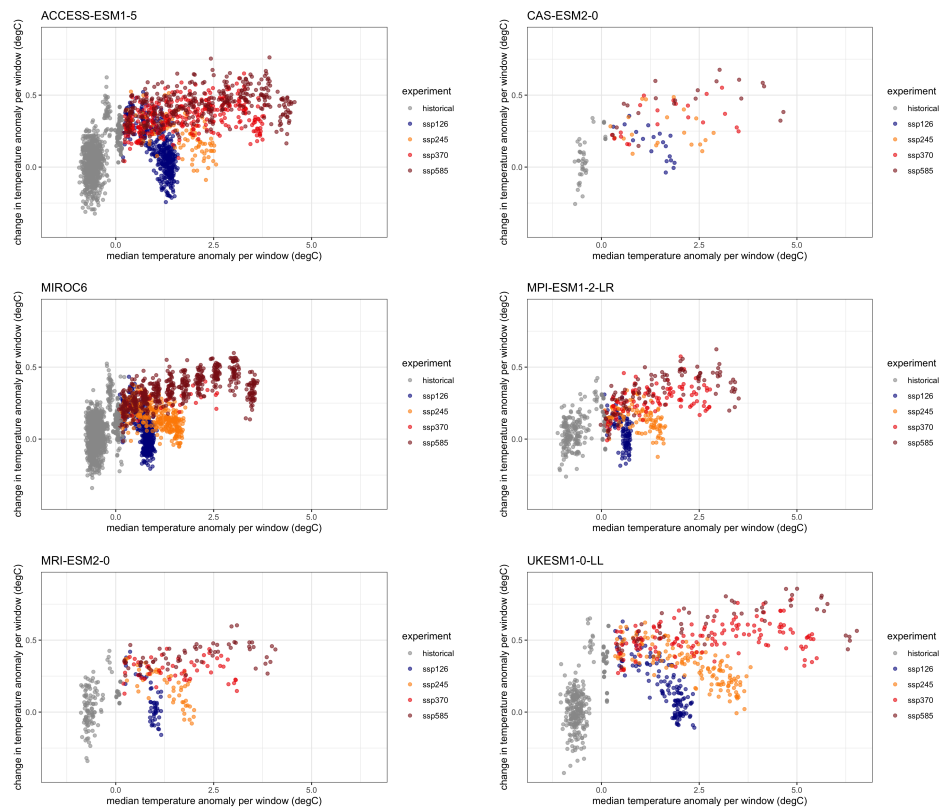 ACCESS-ESM1-5
change in temperature anomaly per window (degC)
0.5
0.0
0.0 2.5 5.0
median temperature anomaly per window (degC)
experiment
historical
ssp126
ssp245
ssp370
ssp585
CAS-ESM2-0
change in temperature anomaly per window (degC)
0.5
0.0
0.0 2.5 5.0
median temperature anomaly per window (degC)
experiment
historical
ssp126
ssp245
ssp370
ssp585
MIROC6
change in temperature anomaly per window (degC)
0.5
0.0
0.0 2.5 5.0
median temperature anomaly per window (degC)
experiment
historical
ssp126
ssp245
ssp370
ssp585
MPI-ESM1-2-LR
change in temperature anomaly per window (degC)
0.5
0.0
0.0 2.5 5.0
median temperature anomaly per window (degC)
experiment
historical
ssp126
ssp245
ssp370
ssp585
MRI-ESM2-0
change in temperature anomaly per window (degC)
0.5
0.0
0.0 2.5 5.0
median temperature anomaly per window (degC)
experiment
historical
ssp126
ssp245
ssp370
ssp585
UKESM1-0-LL
change in temperature anomaly per window (degC)
0.5
0.0
0.0 2.5 5.0
median temperature anomaly per window (degC)
experiment
historical
ssp126
ssp245
ssp370
ssp585